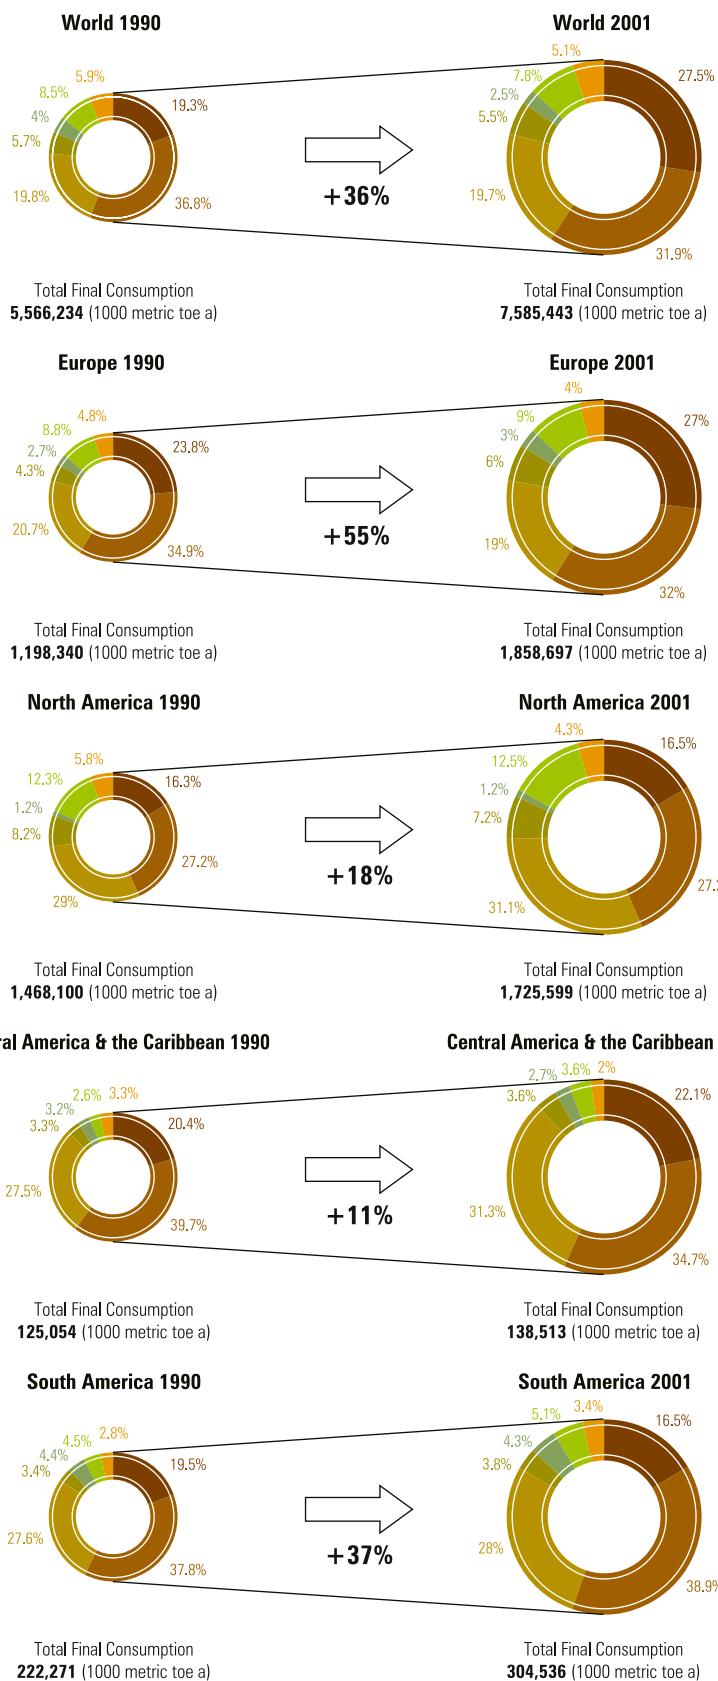 World 1990
World 2001
5.9%
8.5%
4%
5.7%
19.8%
36.8%
19.3%
+36%
5.1%
7.8%
2.5%
5.5%
19.7%
31.9%
27.5%
Total Final Consumption
5,566,234 (1000 metric toe a)
Total Final Consumption
7,585,443 (1000 metric toe a)
Europe 1990
Europe 2001
4.8%
8.8%
2.7%
4.3%
20.7%
34.9%
23.8%
+55%
4%
9%
3%
6%
19%
32%
27%
Total Final Consumption
1,198,340 (1000 metric toe a)
Total Final Consumption
1,858,697 (1000 metric toe a)
North America 1990
North America 2001
5.8%
12.3%
1.2%
8.2%
29%
27.2%
16.3%
+18%
4.3%
12.5%
1.2%
7.2%
31.1%
27.2
16.5%
Total Final Consumption
1,468,100 (1000 metric toe a)
Total Final Consumption
1,725,599 (1000 metric toe a)
ral America & the Caribbean 1990
Central America & the Caribbean
3.3%
2.6%
3.2%
3.3%
27.5%
39.7%
20.4%
+11%
2%
3.6%
2.7%
3.6%
31.3%
34.7%
22.1%
Total Final Consumption
125,054 (1000 metric toe a)
Total Final Consumption
138,513 (1000 metric toe a)
South America 1990
South America 2001
2.8%
4.5%
4.4%
3.4%
27.6%
37.8%
19.5%
+37%
3.4%
5.1%
4.3%
3.8%
28%
38.9%
16.5%
Total Final Consumption
222,271 (1000 metric toe a)
Total Final Consumption
304,536 (1000 metric toe a)